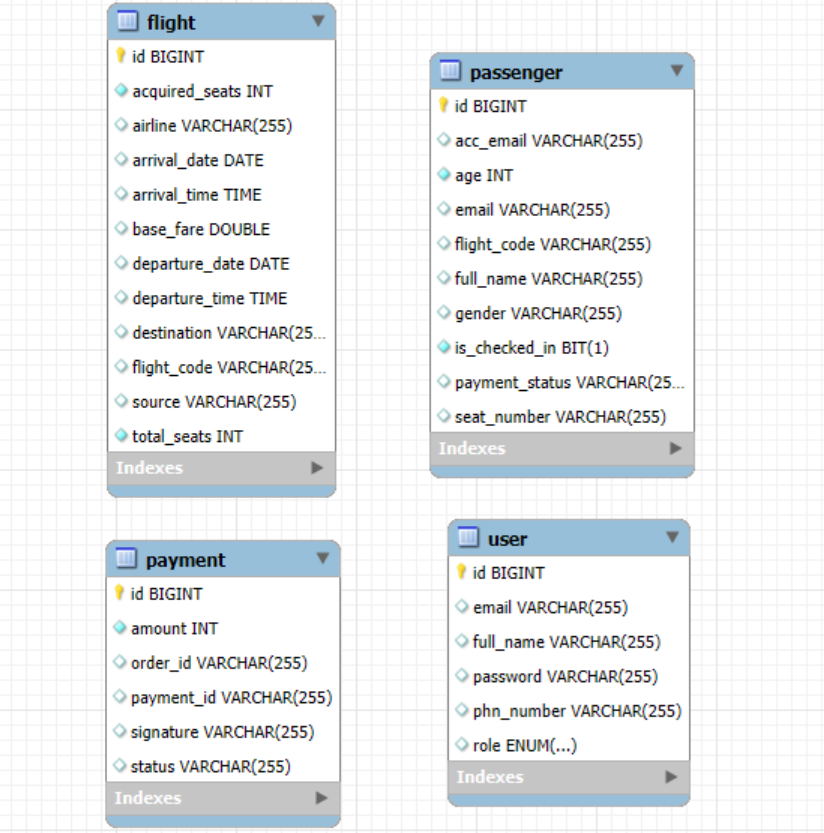 flight
id BIGINT
acquired_seats INT
airline VARCHAR(255)
arrival_date DATE
arrival_time TIME
base_fare DOUBLE
departure_date DATE
departure_time TIME
destination VARCHAR(25...
flight_code VARCHAR(25...
source VARCHAR(255)
total_seats INT
Indexes
passenger
id BIGINT
acc_email VARCHAR(255)
age INT
email VARCHAR(255)
flight_code VARCHAR(255)
full_name VARCHAR(255)
gender VARCHAR(255)
is_checked_in BIT(1)
payment_status VARCHAR(25...
seat_number VARCHAR(255)
Indexes
payment
id BIGINT
amount INT
order_id VARCHAR(255)
payment_id VARCHAR(255)
signature VARCHAR(255)
status VARCHAR(255)
Indexes
user
id BIGINT
email VARCHAR(255)
full_name VARCHAR(255)
password VARCHAR(255)
phn_number VARCHAR(255)
role ENUM(...)
Indexes